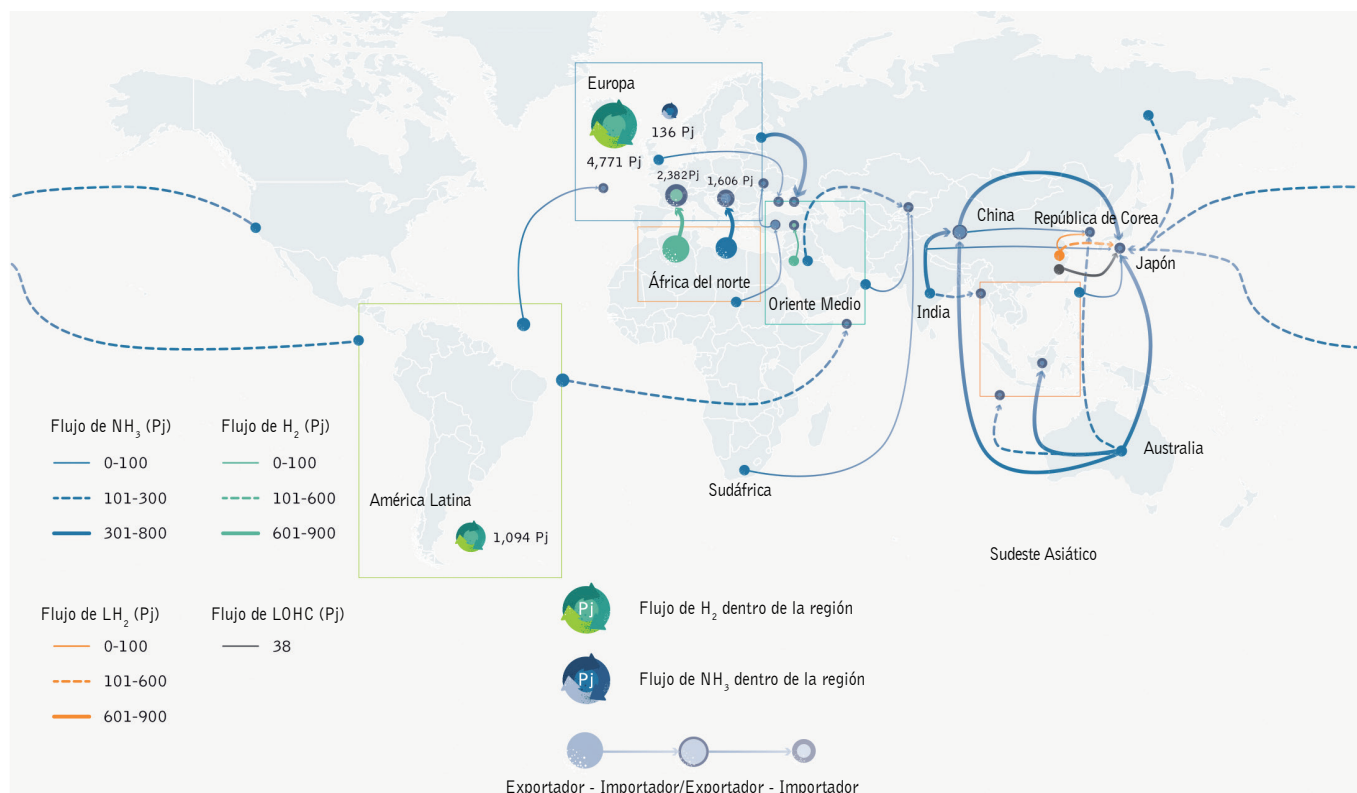 Europa
136 Pj
4,771 Pj
2,382Pj
1,606 Pj
África del norte
Oriente Medio
China
República de Corea
Japón
India
Sudáfrica
Australia
América Latina
1,094 Pj
Sudeste Asiático
Flujo de NH₃ (Pj)
0-100
101-300
301-800
Flujo de H₂ (Pj)
0-100
101-600
601-900
Flujo de LH₂ (Pj)
0-100
101-600
601-900
Flujo de LOHC (Pj)
38
Pj Flujo de H₂ dentro de la región
Pj Flujo de NH₃ dentro de la región
Exportador - Importador/Exportador - Importador